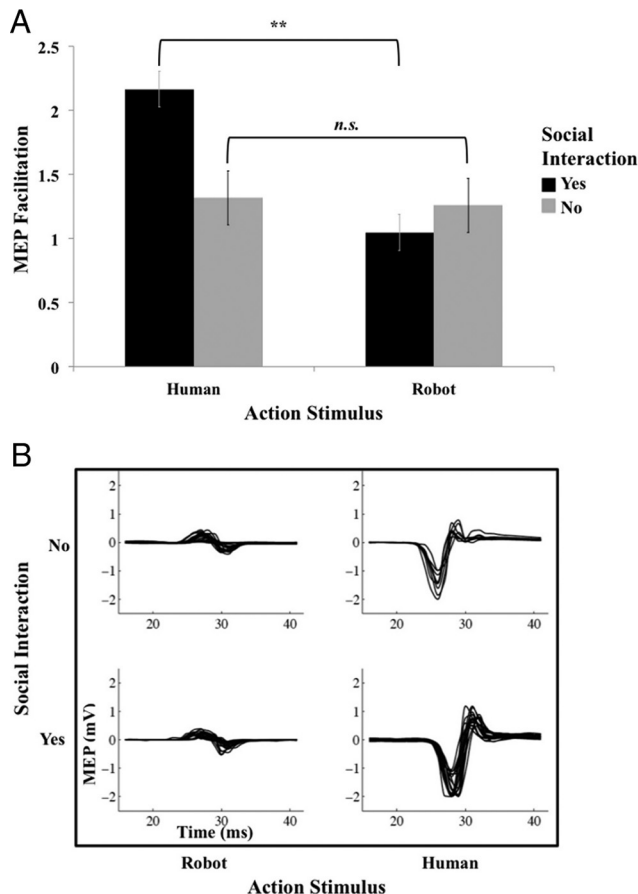 A
**
2.5
2
1.5
1
0.5
0
MEP Facilitation
n.s.
Social
Interaction
Yes
No
Human
Robot
Action Stimulus
B
Social Interaction
No
2
1
0
−1
−2
20
30
40
2
1
0
−1
−2
20
30
40
Yes
MEP (mV)
2
1
0
−1
−2
20
30
40
Time (ms)
2
1
0
−1
−2
20
30
40
Robot
Human
Action Stimulus